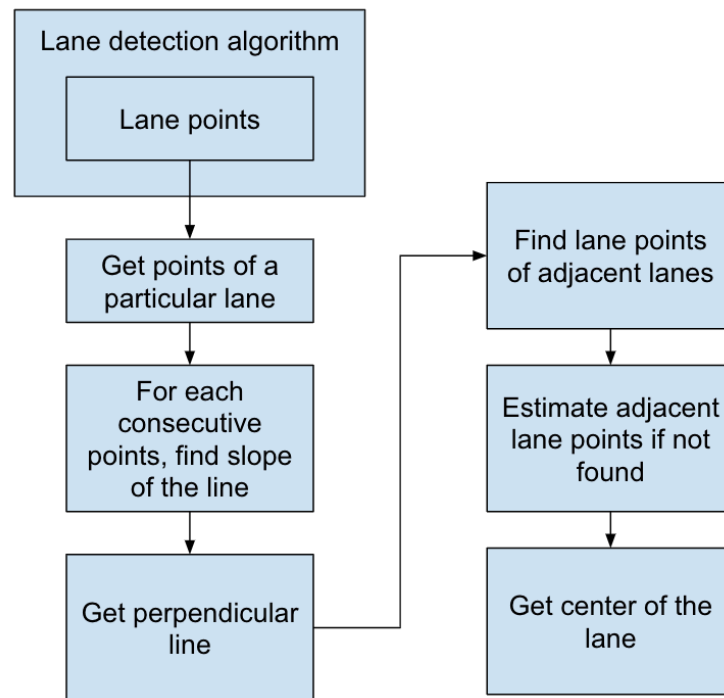 Lane detection algorithm
Lane points
Get points of a
particular lane
For each
consecutive
points, find slope
of the line
Get perpendicular
line
Find lane points
of adjacent lanes
Estimate adjacent
lane points if not
found
Get center of the
lane